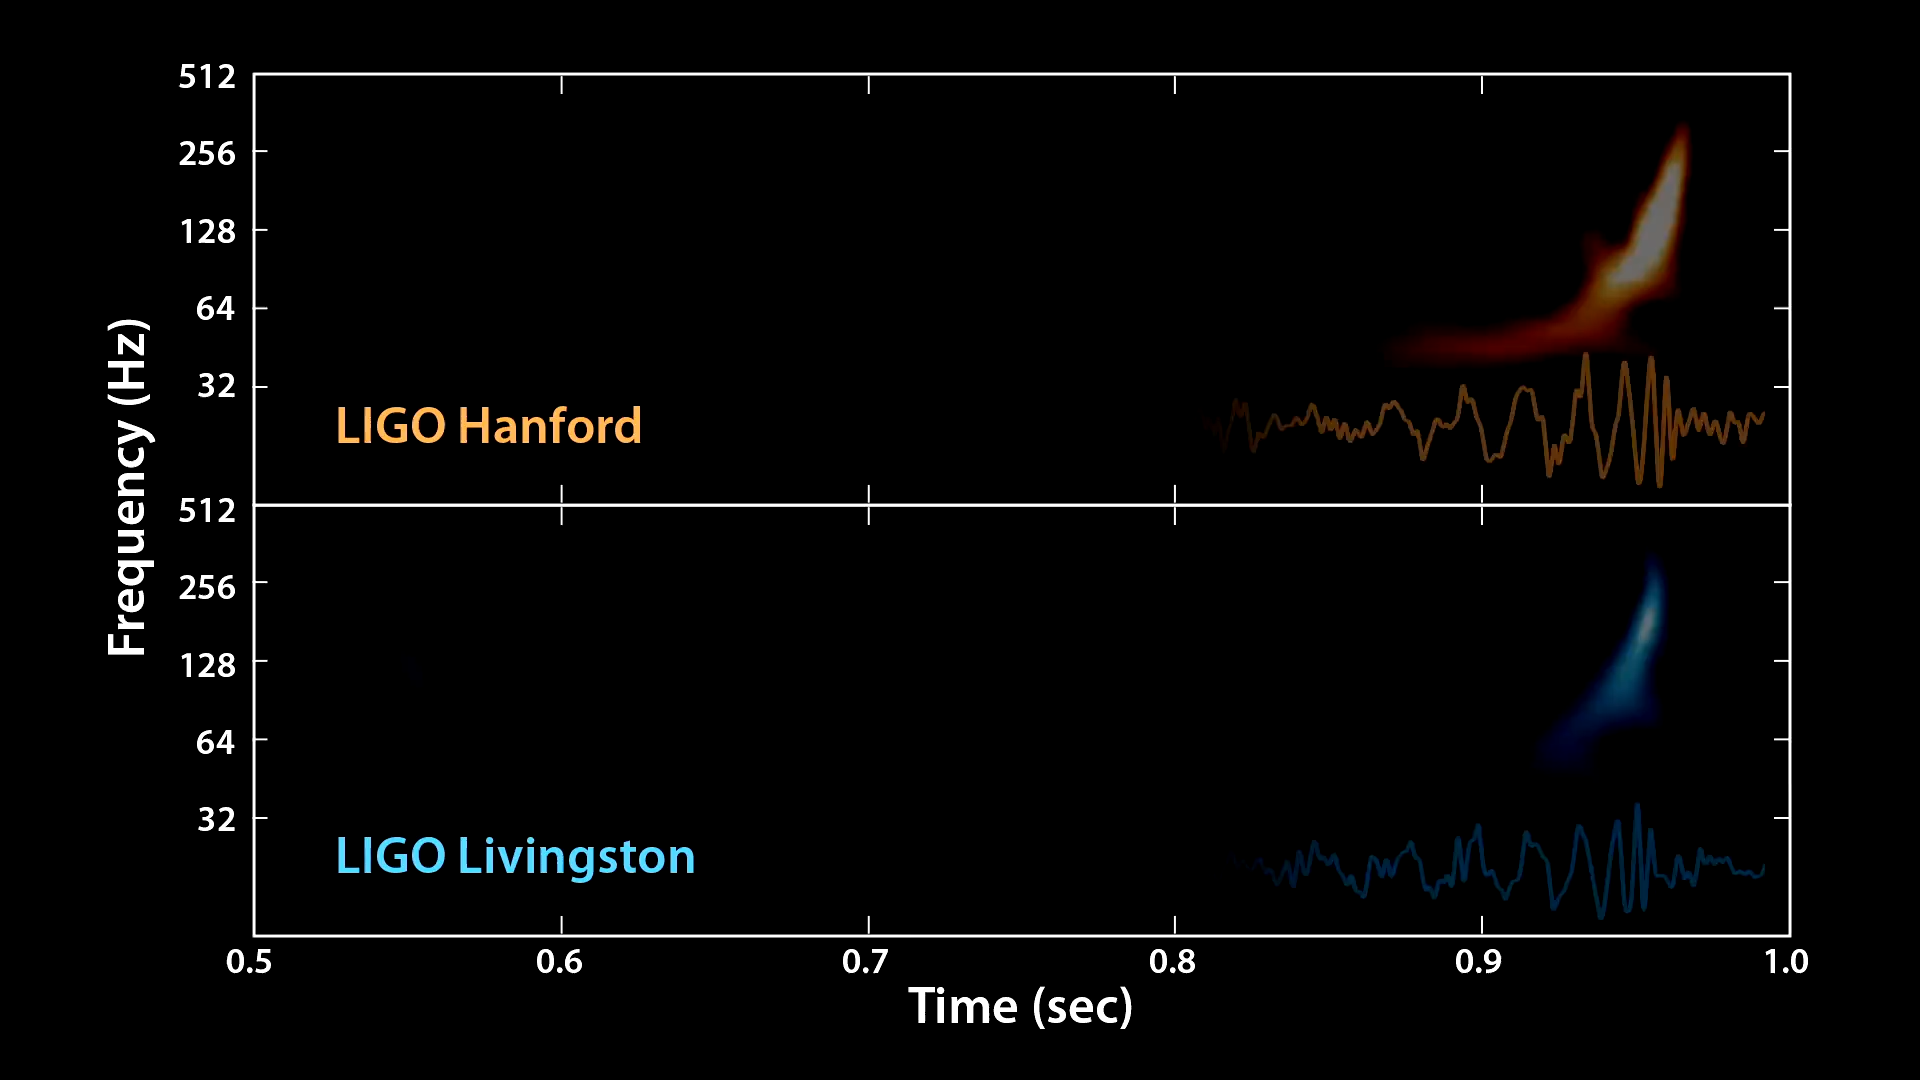 512
256
128
64
32
LIGO Hanford
Frequency (Hz)
512
256
128
64
32
LIGO Livingston
0.5 0.6 0.7 0.8 0.9 1.0
Time (sec)